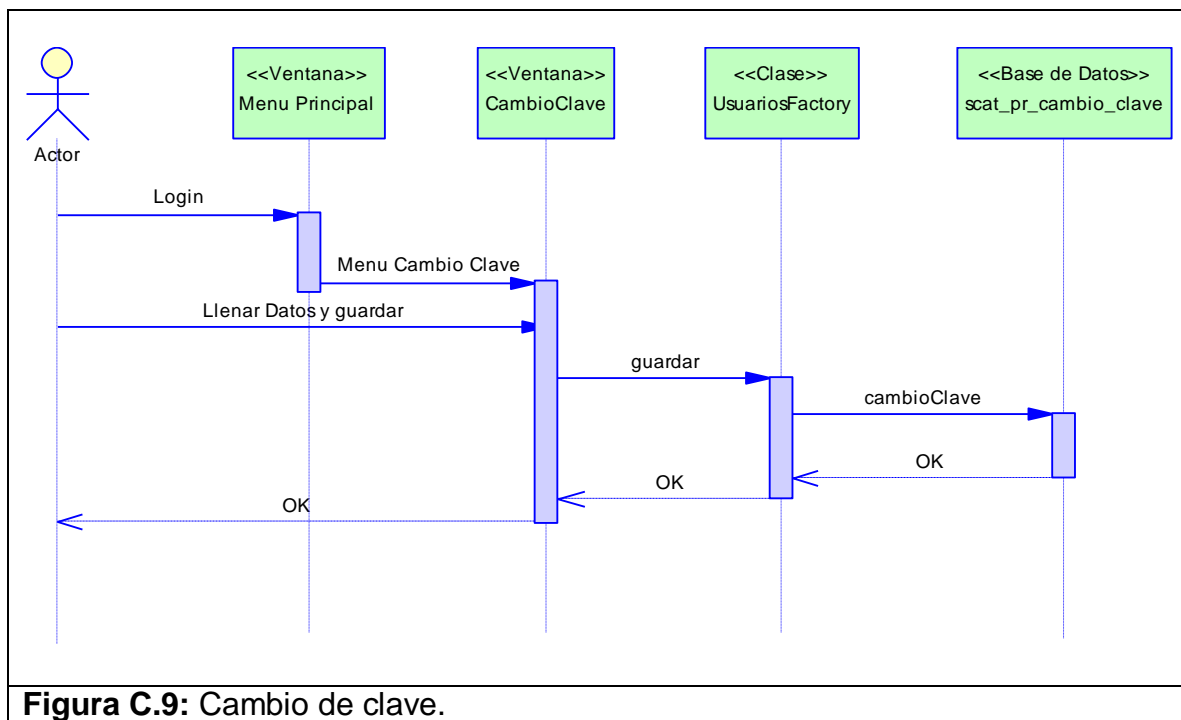 <<Ventana>>
Menu Principal
<<Ventana>>
CambioClave
<<Clase>>
UsuariosFactory
<<Base de Datos>>
scat_pr_cambio_clave
Actor
Login
Menu Cambio Clave
Llenar Datos y guardar
guardar
cambioClave
OK
OK
OK
Figura C.9: Cambio de clave.